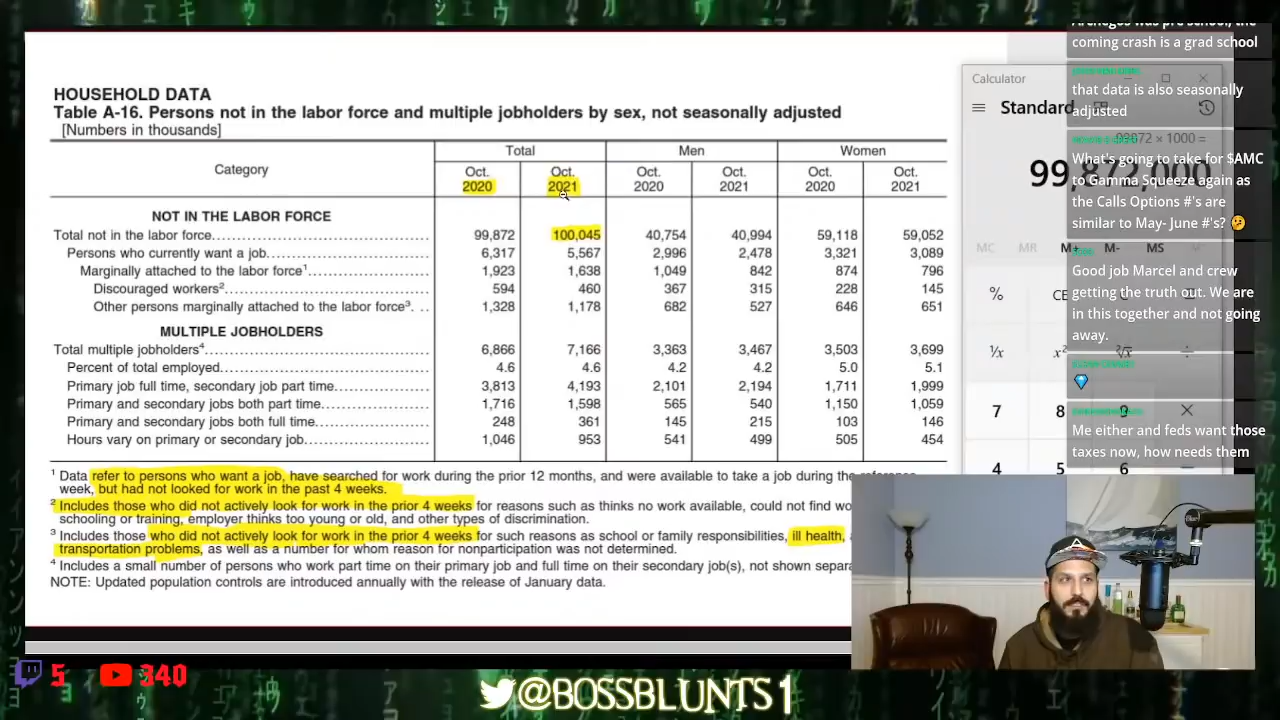 HOUSEHOLD DATA
Table A-16. Persons not in the labor force and multiple jobholders by sex, not seasonally adjusted
[Numbers in thousands]
Category Total Men Women
Oct. 2020 Oct. 2021 Oct. 2020 Oct. 2021 Oct. 2020 Oct. 2021
NOT IN THE LABOR FORCE
Total not in the labor force 99,872 100,045 40,754 40,994 59,118 59,052
Persons who currently want a job 6,317 5,567 2,996 2,478 3,321 3,089
Marginally attached to the labor force¹ 1,923 1,638 1,049 842 874 796
Discouraged workers² 594 460 367 315 228 145
Other persons marginally attached to the labor force³ 1,328 1,178 682 527 646 651
MULTIPLE JOBHOLDERS
Total multiple jobholders⁴ 6,866 7,166 3,363 3,467 3,503 3,699
Percent of total employed 4.6 4.6 4.2 4.2 5.0 5.1
Primary job full time, secondary job part time 3,813 4,193 2,101 2,194 1,711 1,999
Primary and secondary jobs both part time 1,716 1,598 565 540 1,150 1,059
Primary and secondary jobs both full time 248 361 145 215 103 146
Hours vary on primary or secondary job 1,046 953 541 499 505 454
¹ Data refer to persons who want a job, have searched for work during the prior 12 months, and were available to take a job during the reference
week, but had not looked for work in the past 4 weeks.
² Includes those who did not actively look for work in the prior 4 weeks for reasons such as thinks no work available, could not find wo
schooling or training, employer thinks too young or old, and other types of discrimination.
³ Includes those who did not actively look for work in the prior 4 weeks for such reasons as school or family responsibilities, ill health,
transportation problems, as well as a number for whom reason for nonparticipation was not determined.
⁴ Includes a small number of persons who work part time on their primary job and full time on their secondary job(s), not shown separa
NOTE: Updated population controls are introduced annually with the release of January data.
Calculator
Standard
99872 × 1000 =
99,872,000
MC MR M+ M- MS
% CE
¹/x x² ²√x ÷
7 8 9 ×
4 5 6
coming crash is a grad school
that data is also seasonally
adjusted
What's going to take for $AMC
to Gamma Squeeze again as
the Calls Options #'s are
similar to May- June #'s? 🤔
Good job Marcel and crew
getting the truth out. We are
in this together and not going
away.
💎
Me either and feds want those
taxes now, how needs them
5 340
@BOSSBLUNTS1